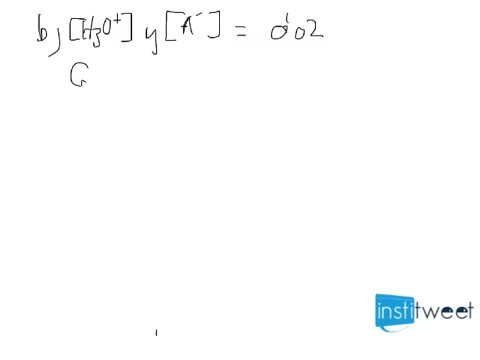 b) [H₃O⁺] y [A⁻] = 0'02
C
institweet